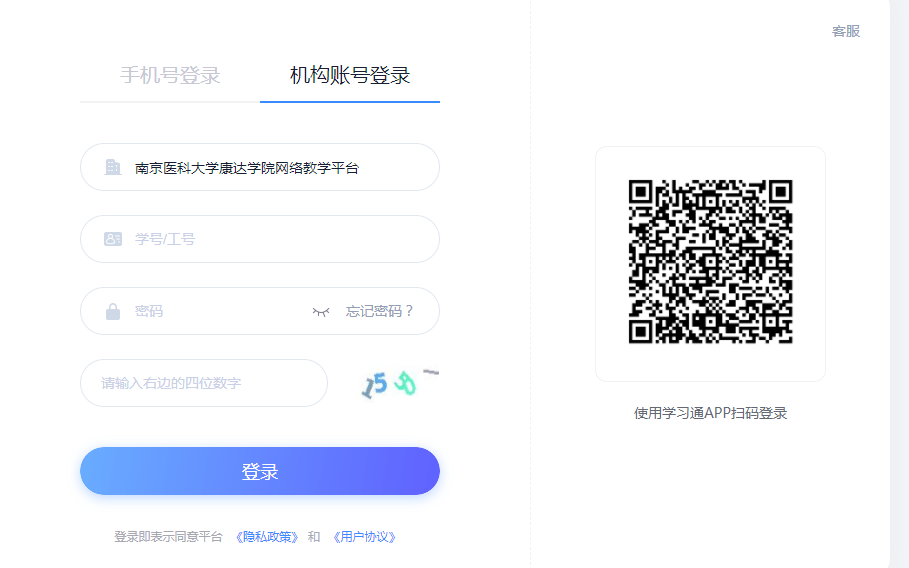 客服
手机号登录
机构账号登录
南京医科大学康达学院网络教学平台
学号/工号
密码
忘记密码？
请输入右边的四位数字
登录
使用学习通APP扫码登录
登录即表示同意平台 《隐私政策》 和 《用户协议》